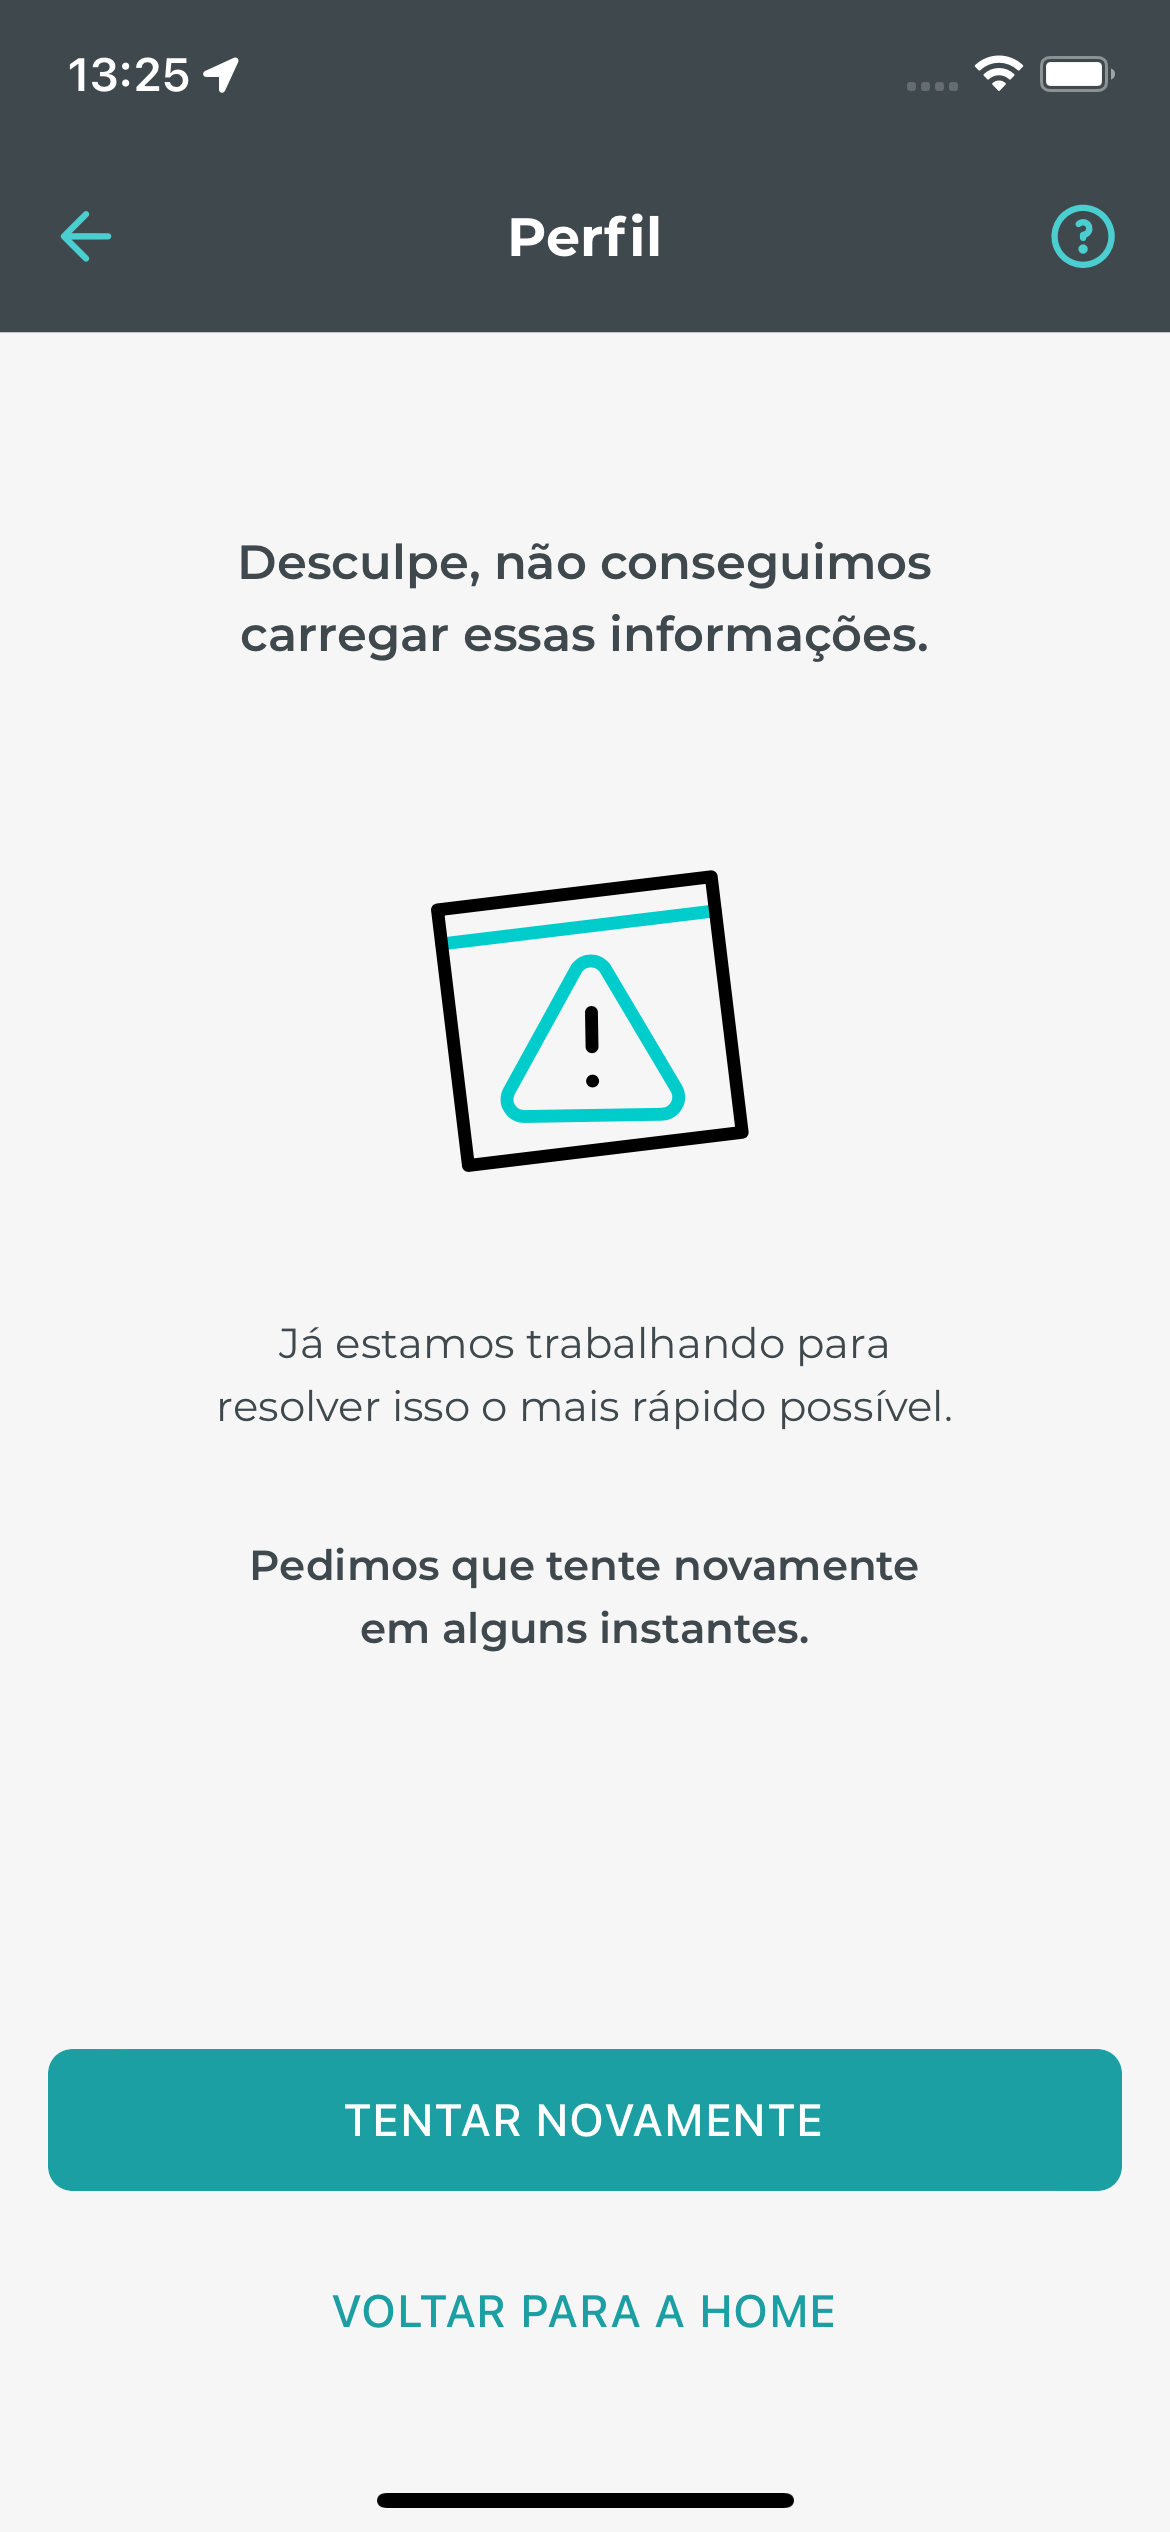 13:25
Perfil
Desculpe, não conseguimos
carregar essas informações.
Já estamos trabalhando para
resolver isso o mais rápido possível.
Pedimos que tente novamente
em alguns instantes.
TENTAR NOVAMENTE
VOLTAR PARA A HOME